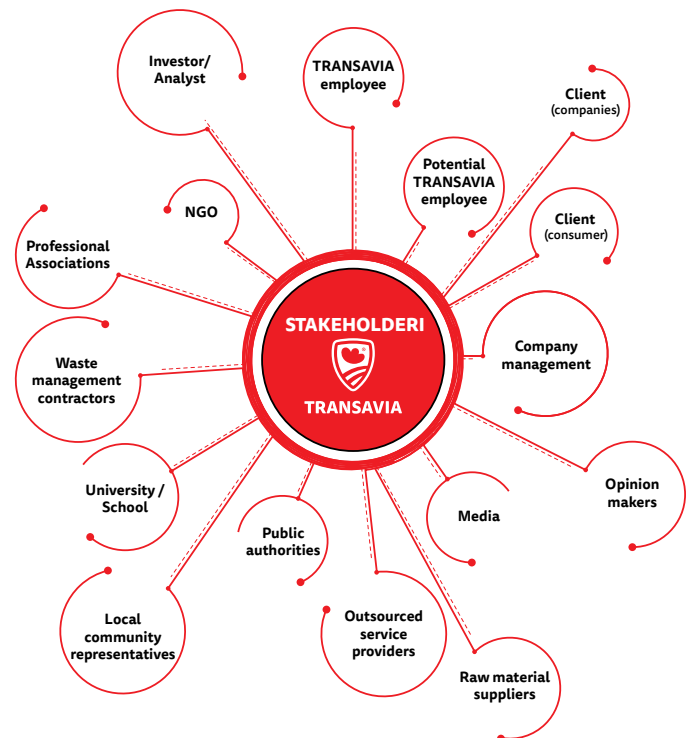 Investor/
Analyst
TRANSAVIA
employee
Client
(companies)
Potential
TRANSAVIA
employee
NGO
Client
(consumer)
Professional
Associations
STAKEHOLDERI
TRANSAVIA
Company
management
Waste
management
contractors
University /
School
Opinion
makers
Media
Public
authorities
Local
community
representatives
Outsourced
service
providers
Raw material
suppliers